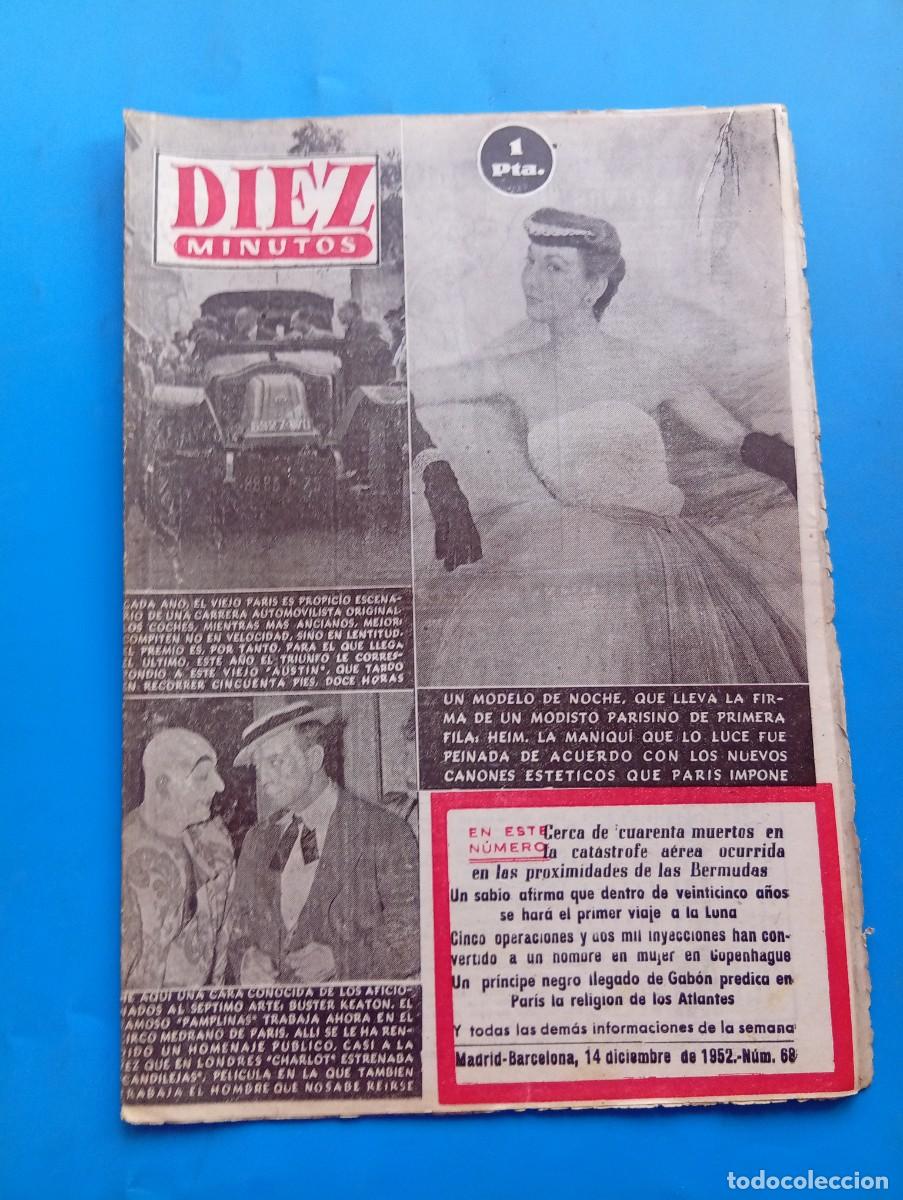 DIEZ
MINUTOS
1
Pta.
CADA AÑO, EL VIEJO PARIS ES PROPICIO ESCENA-
RIO DE UNA CARRERA AUTOMOVILISTA ORIGINAL.
LOS COCHES, MIENTRAS MAS ANCIANOS, MEJOR;
COMPITEN NO EN VELOCIDAD, SINO EN LENTITUD.
PREMIO ES, POR TANTO, PARA EL QUE LLEGA
EL ULTIMO, ESTE AÑO EL TRIUNFO LE CORRES-
PONDIO A ESTE VIEJO "AUSTIN", QUE TARDO
EN RECORRER CINCUENTA PIES, DOCE HORAS
UN MODELO DE NOCHE, QUE LLEVA LA FIR-
MA DE UN MODISTO PARISINO DE PRIMERA
FILA: HEIM. LA MANIQUÍ QUE LO LUCE FUE
PEINADA DE ACUERDO CON LOS NUEVOS
CANONES ESTETICOS QUE PARIS IMPONE
HE AQUI UNA CARA CONOCIDA DE LOS AFICIO-
NADOS AL SEPTIMO ARTE: BUSTER KEATON. EL
FAMOSO "PAMPLINAS" TRABAJA AHORA EN EL
CIRCO MEDRANO DE PARIS. ALLI SE LE HA REN-
DIDO UN HOMENAJE PUBLICO, CASI A LA
VEZ QUE EN LONDRES "CHARLOT" ESTRENABA
"CANDILEJAS", PELICULA EN LA QUE TAMBIEN
TRABAJA EL HOMBRE QUE NO SABE REIRSE
EN ESTE
NÚMERO
Cerca de cuarenta muertos en
la catástrofe aérea ocurrida
en las proximidades de las Bermudas
Un sabio afirma que dentro de veinticinco años
se hará el primer viaje a la Luna
Cinco operaciones y dos mil inyecciones han con-
vertido a un hombre en mujer en Copenhague
Un príncipe negro llegado de Gabón predica en
París la religion de los Atlantes
Y todas las demás informaciones de la semana
Madrid-Barcelona, 14 diciembre de 1952.-Núm. 68
todocoleccion